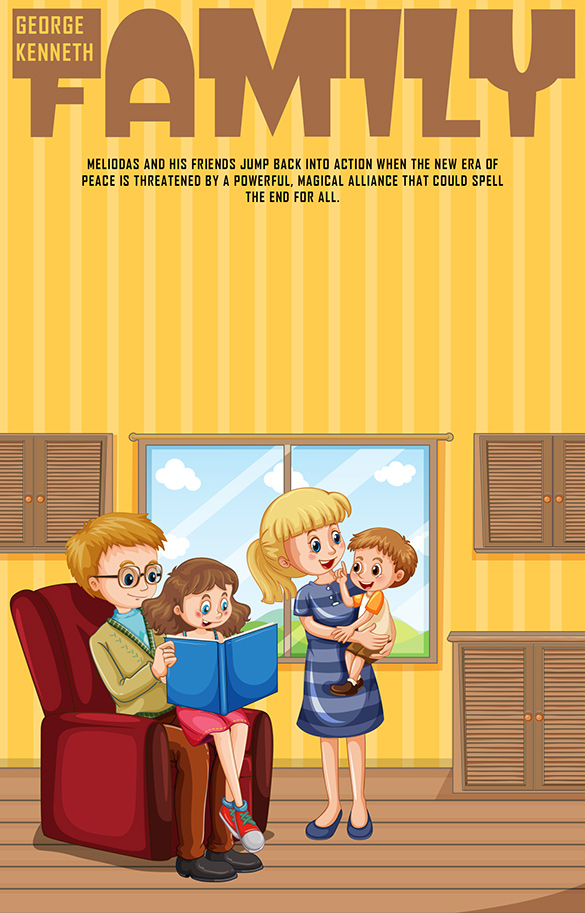 GEORGE
KENNETH
FAMILY
MELIODAS AND HIS FRIENDS JUMP BACK INTO ACTION WHEN THE NEW ERA OF
PEACE IS THREATENED BY A POWERFUL, MAGICAL ALLIANCE THAT COULD SPELL
THE END FOR ALL.